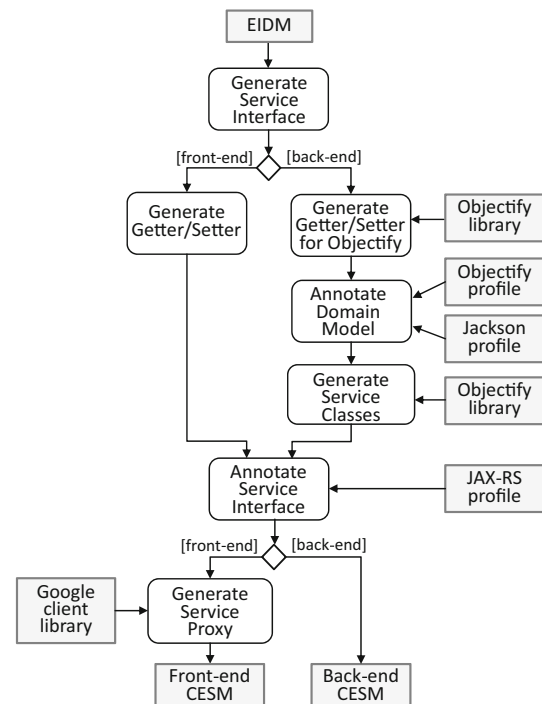 EIDM
Generate
Service
Interface
[front-end]
[back-end]
Generate
Getter/Setter
Generate
Getter/Setter
for Objectify
Objectify
library
Annotate
Domain
Model
Objectify
profile
Jackson
profile
Generate
Service
Classes
Objectify
library
Annotate
Service
Interface
JAX-RS
profile
[front-end]
[back-end]
Google
client
library
Generate
Service
Proxy
Front-end
CESM
Back-end
CESM